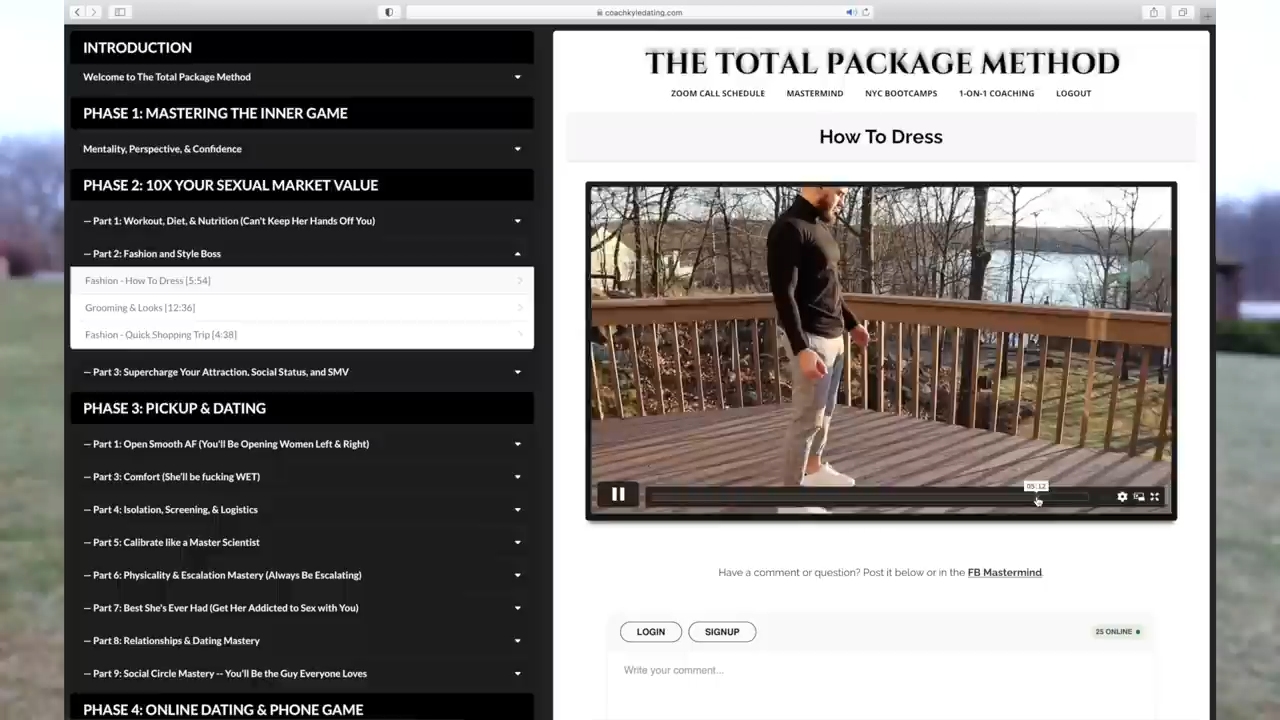 coachkyledating.com
INTRODUCTION
Welcome to The Total Package Method
PHASE 1: MASTERING THE INNER GAME
Mentality, Perspective, & Confidence
PHASE 2: 10X YOUR SEXUAL MARKET VALUE
— Part 1: Workout, Diet, & Nutrition (Can't Keep Her Hands Off You)
— Part 2: Fashion and Style Boss
Fashion - How To Dress [5:54]
Grooming & Looks [12:36]
Fashion - Quick Shopping Trip [4:38]
— Part 3: Supercharge Your Attraction, Social Status, and SMV
PHASE 3: PICKUP & DATING
— Part 1: Open Smooth AF (You'll Be Opening Women Left & Right)
— Part 3: Comfort (She'll be fucking WET)
— Part 4: Isolation, Screening, & Logistics
— Part 5: Calibrate like a Master Scientist
— Part 6: Physicality & Escalation Mastery (Always Be Escalating)
— Part 7: Best She's Ever Had (Get Her Addicted to Sex with You)
— Part 8: Relationships & Dating Mastery
— Part 9: Social Circle Mastery -- You'll Be the Guy Everyone Loves
PHASE 4: ONLINE DATING & PHONE GAME
THE TOTAL PACKAGE METHOD
ZOOM CALL SCHEDULE MASTERMIND NYC BOOTCAMPS 1-ON-1 COACHING LOGOUT
How To Dress
05:12
Have a comment or question? Post it below or in the FB Mastermind.
LOGIN SIGNUP 25 ONLINE
Write your comment...